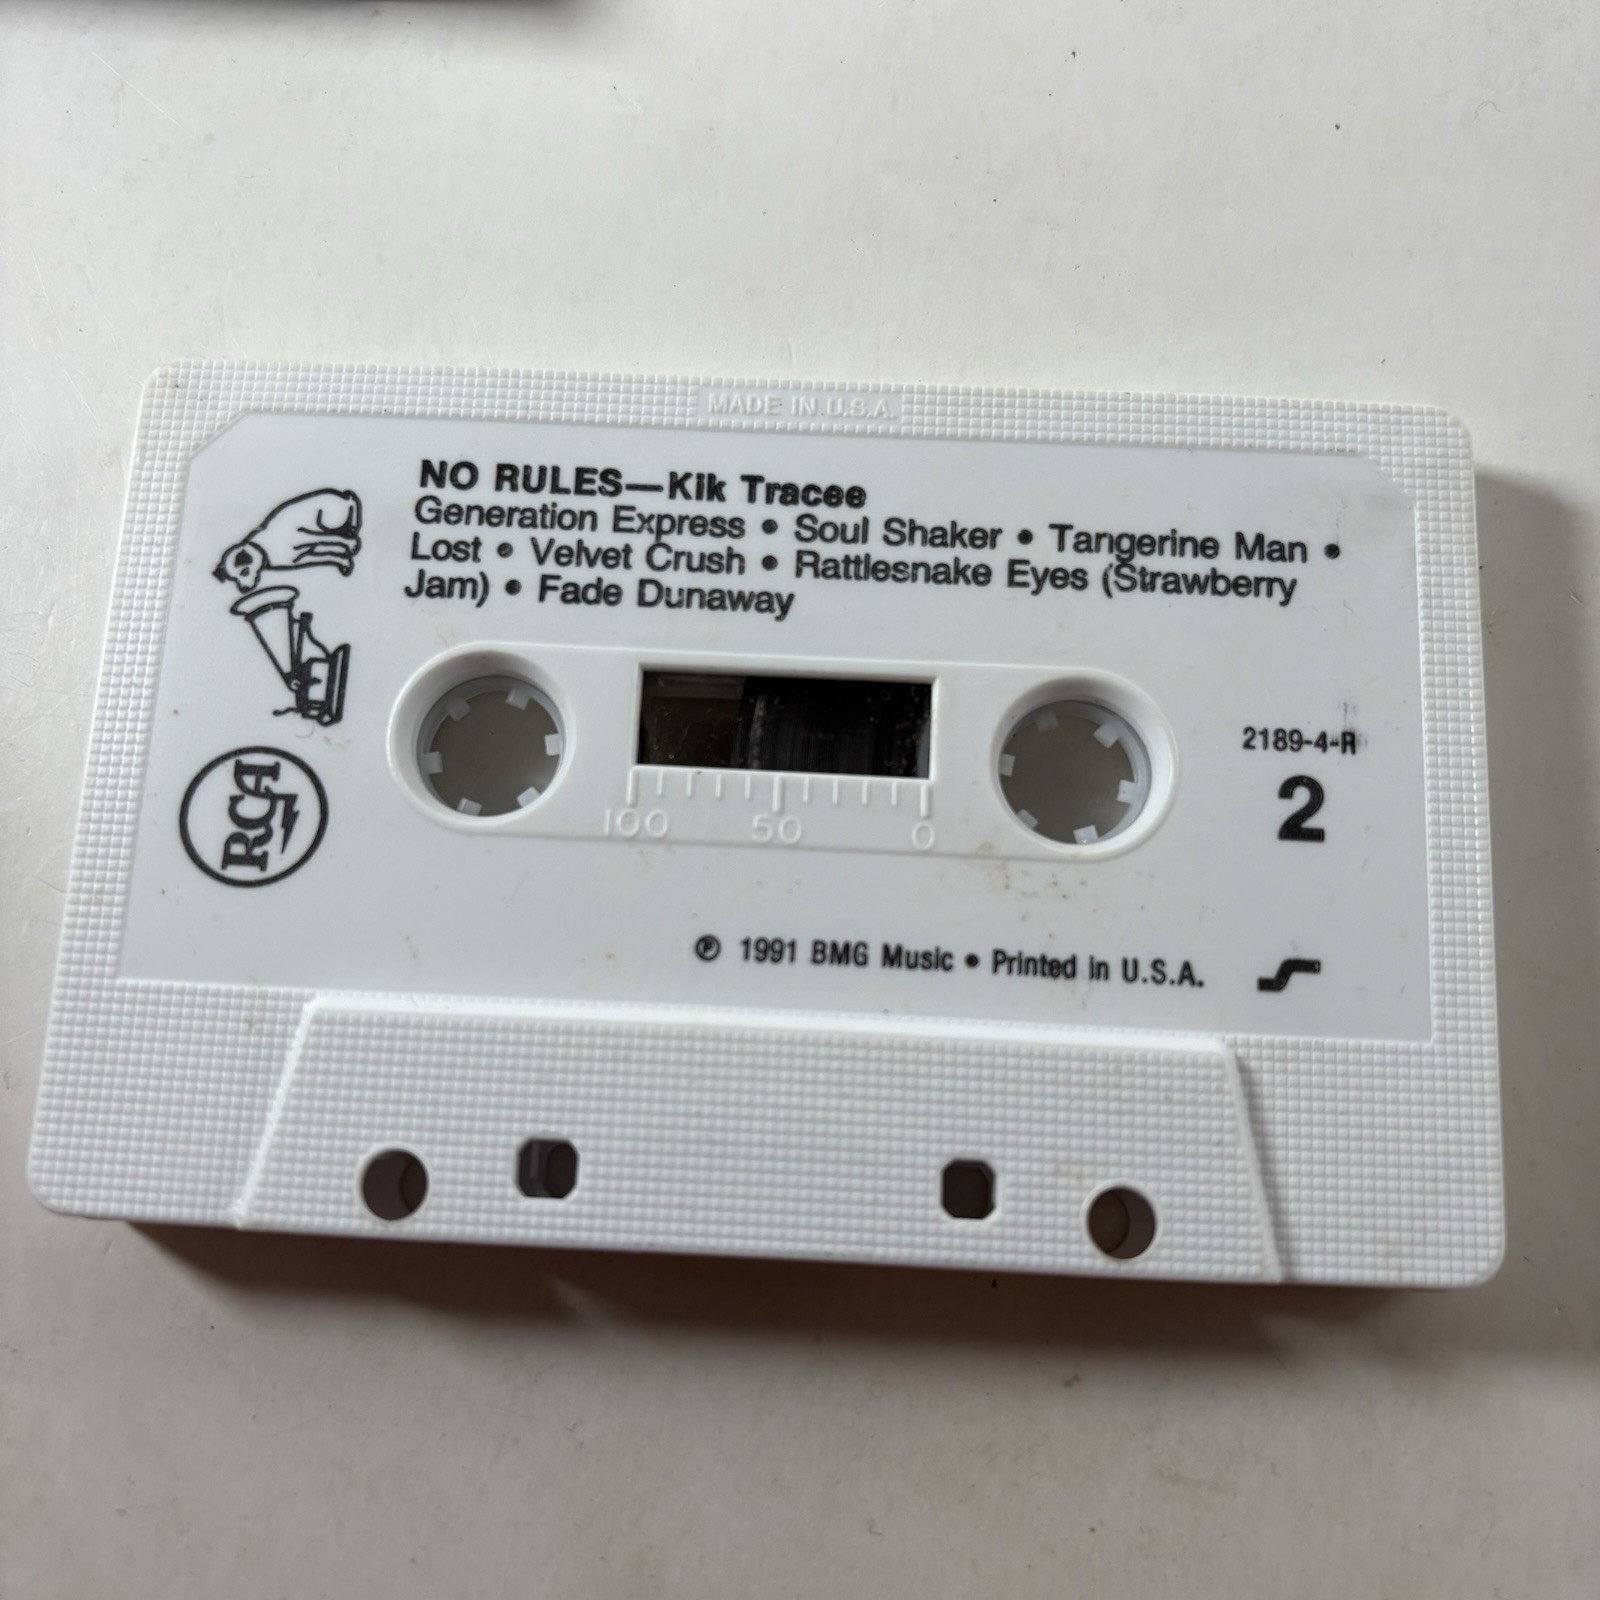 MADE IN U.S.A.
NO RULES—Kik Tracee
Generation Express • Soul Shaker • Tangerine Man •
Lost • Velvet Crush • Rattlesnake Eyes (Strawberry
Jam) • Fade Dunaway
RCA
2189-4-R
2
100 50 0
℗ 1991 BMG Music • Printed in U.S.A.